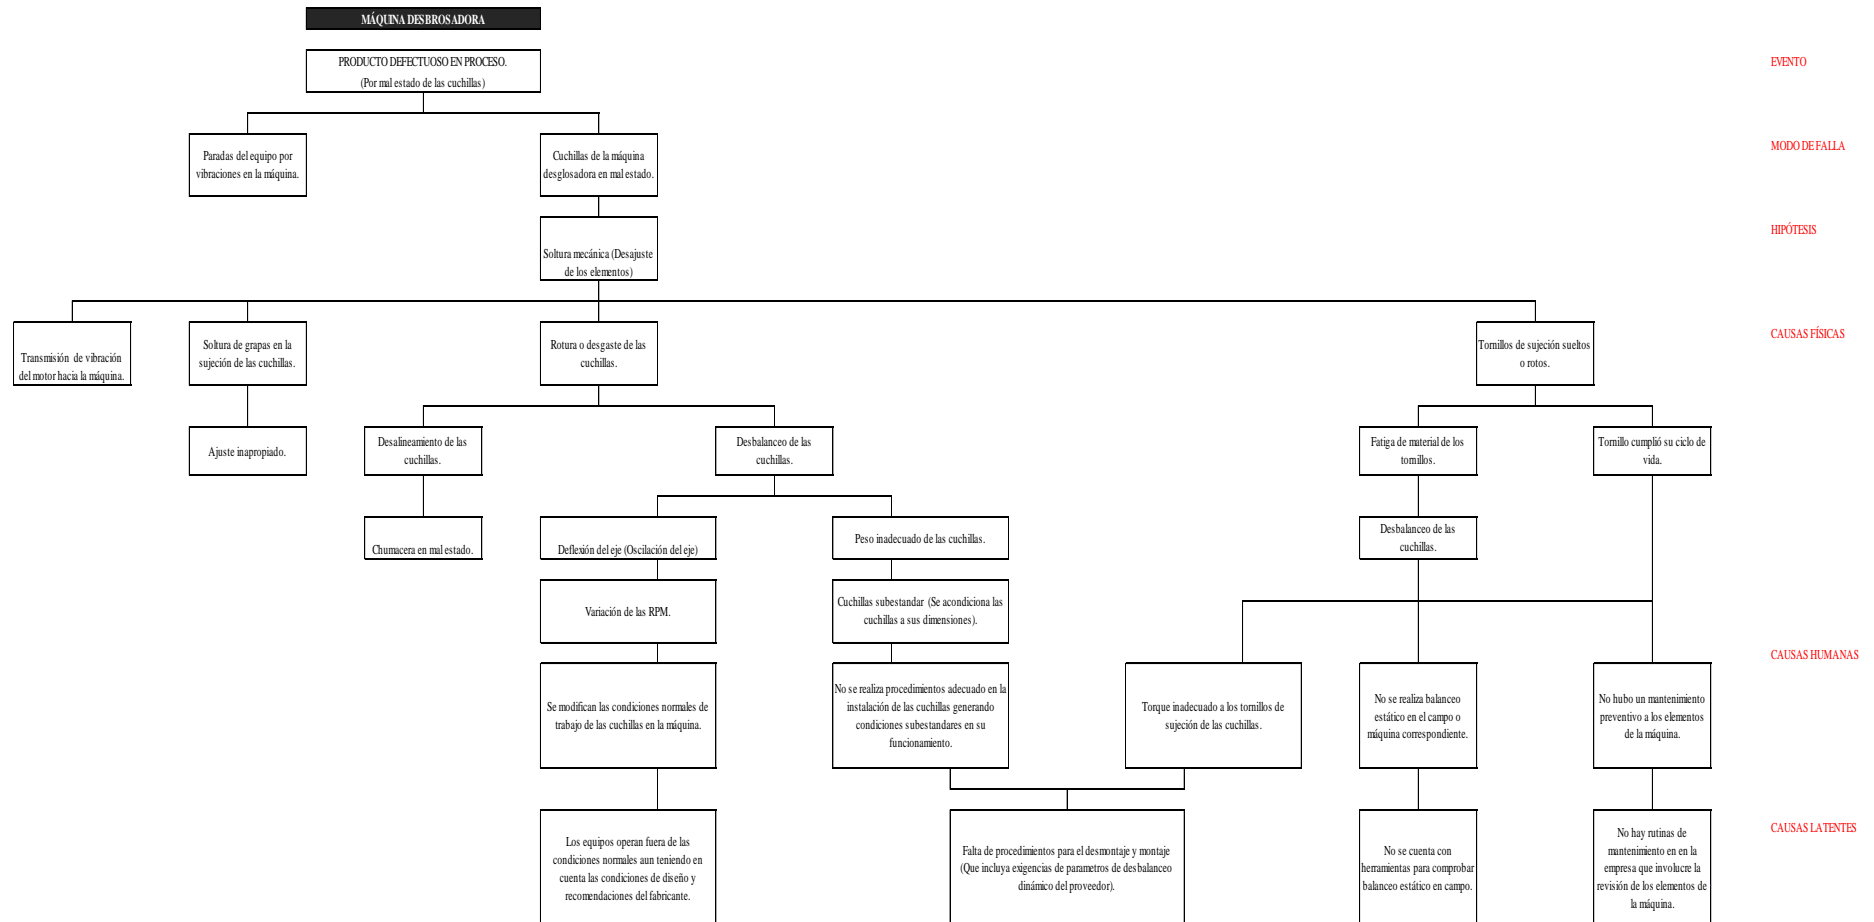 MÁQUINA DESBROSADORA
PRODUCTO DEFECTUOSO EN PROCESO.
(Por mal estado de las cuchillas)
EVENTO
Paradas del equipo por
vibraciones en la máquina.
Cuchillas de la máquina
desglosadora en mal estado.
MODO DE FALLA
Soltura mecánica (Desajuste
de los elementos)
HIPÓTESIS
Transmisión de vibración
del motor hacia la máquina.
Soltura de grapas en la
sujeción de las cuchillas.
Rotura o desgaste de las
cuchillas.
Tornillos de sujeción sueltos
o rotos.
CAUSAS FÍSICAS
Ajuste inapropiado.
Desalineamiento de las
cuchillas.
Desbalanceo de las
cuchillas.
Fatiga de material de los
tornillos.
Tornillo cumplió su ciclo de
vida.
Chumacera en mal estado.
Deflexión del eje (Oscilación del eje)
Peso inadecuado de las cuchillas.
Desbalanceo de las
cuchillas.
Variación de las RPM.
Cuchillas subestandar (Se acondiciona las
cuchillas a sus dimensiones).
Se modifican las condiciones normales de
trabajo de las cuchillas en la máquina.
No se realiza procedimientos adecuado en la
instalación de las cuchillas generando
condiciones subestandares en su
funcionamiento.
Torque inadecuado a los tornillos de
sujeción de las cuchillas.
No se realiza balanceo
estático en el campo o
máquina correspondiente.
No hubo un mantenimiento
preventivo a los elementos
de la máquina.
CAUSAS HUMANAS
Los equipos operan fuera de las
condiciones normales aun teniendo en
cuenta las condiciones de diseño y
recomendaciones del fabricante.
Falta de procedimientos para el desmontaje y montaje
(Que incluya exigencias de parametros de desbalanceo
dinámico del proveedor).
No se cuenta con
herramientas para comprobar
balanceo estático en campo.
No hay rutinas de
mantenimiento en en la
empresa que involucre la
revisión de los elementos de
la máquina.
CAUSAS LATENTES